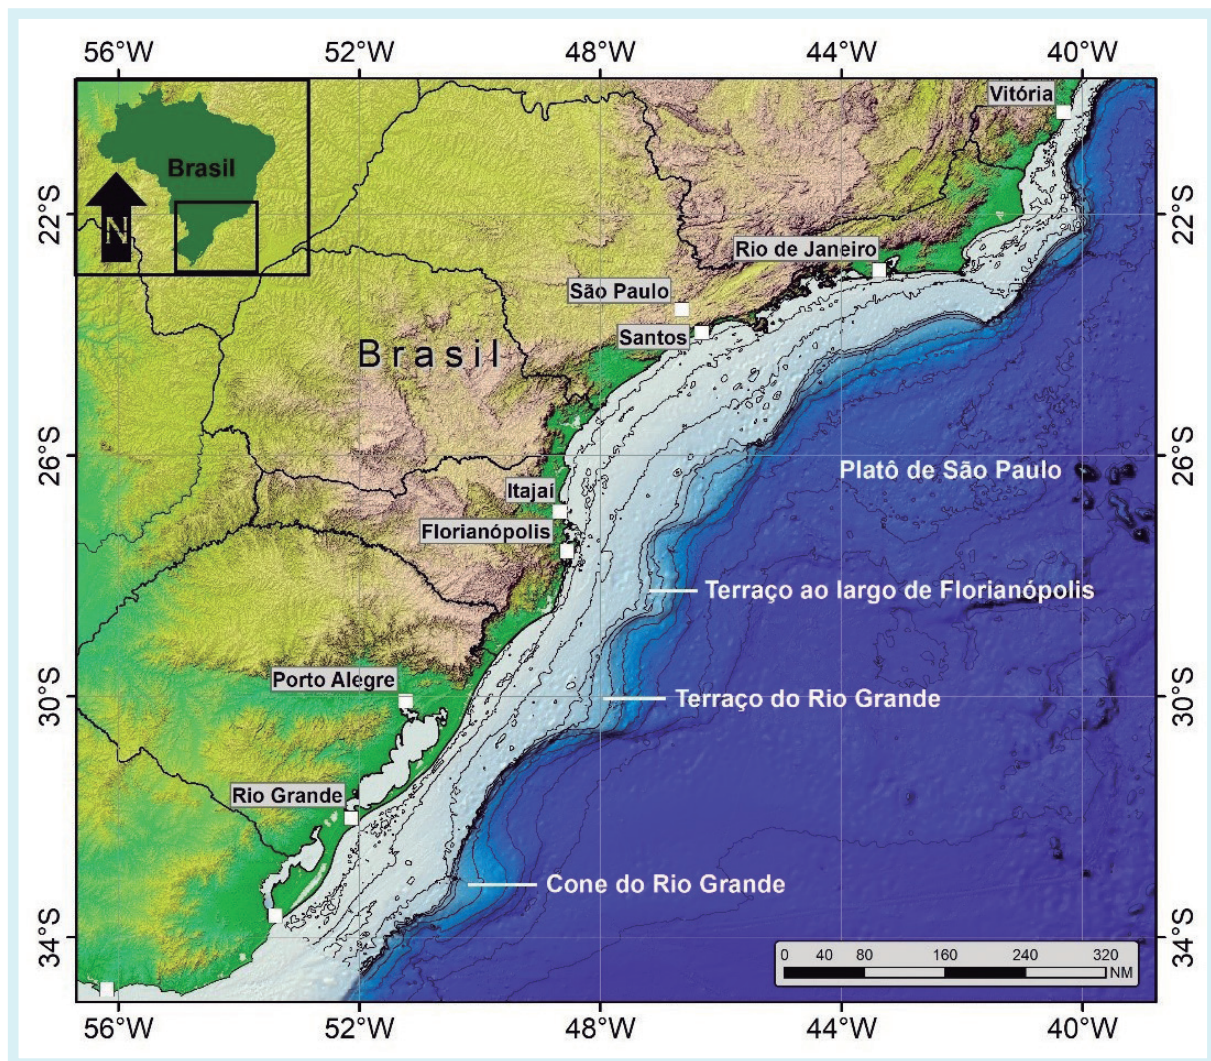 56°W 52°W 48°W 44°W 40°W
Vitória
Brasil
N
22°S 22°S
Rio de Janeiro
São Paulo
Santos
Brasil
26°S 26°S
Platô de São Paulo
Itajaí
Florianópolis
Terraço ao largo de Florianópolis
Porto Alegre
30°S 30°S
Terraço do Rio Grande
Rio Grande
Cone do Rio Grande
34°S 34°S
0 40 80 160 240 320
NM
56°W 52°W 48°W 44°W 40°W